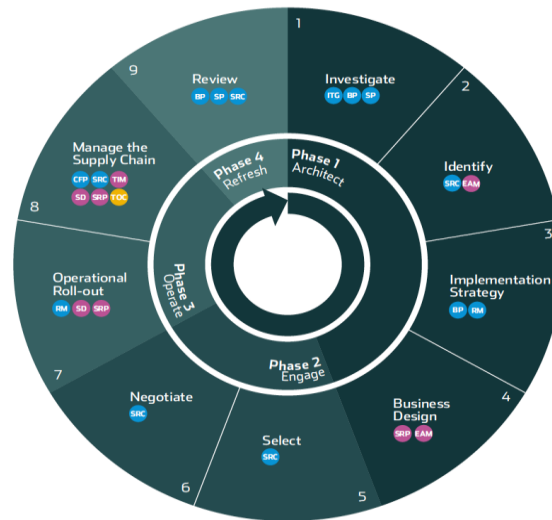 1
Investigate
ITG BP SP
2
Identify
SRC EAM
3
Implementation
Strategy
BP RM
4
Business
Design
SRP EAM
5
Select
SRC
6
Negotiate
SRC
7
Operational
Roll-out
RM SD SRP
8
Manage the
Supply Chain
CFP SRC TIM
SD SRP TOC
9
Review
BP SP SRC
Phase 1
Architect
Phase 2
Engage
Phase 3
Operate
Phase 4
Refresh